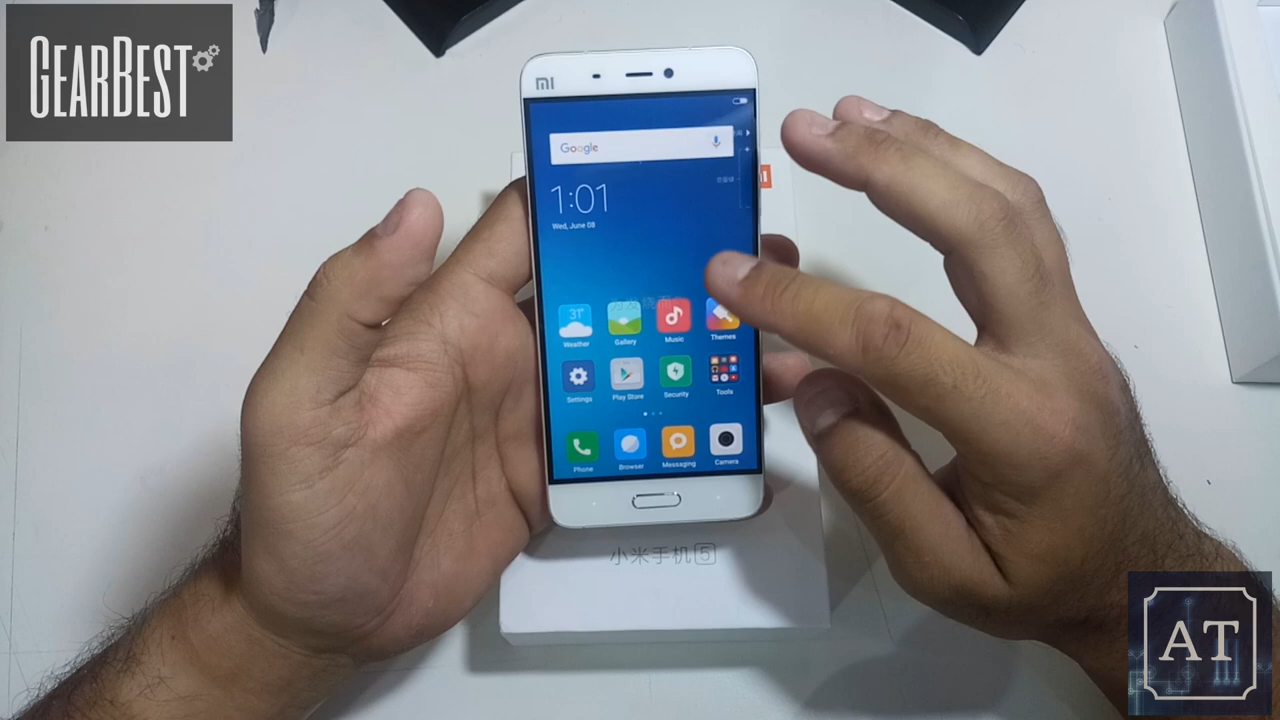 GEARBEST
MI
Google
1:01
Wed, June 08
31°
Weather
Gallery
Music
Themes
Settings
Play Store
Security
Tools
Phone
Browser
Messaging
Camera
小米手机5
AT